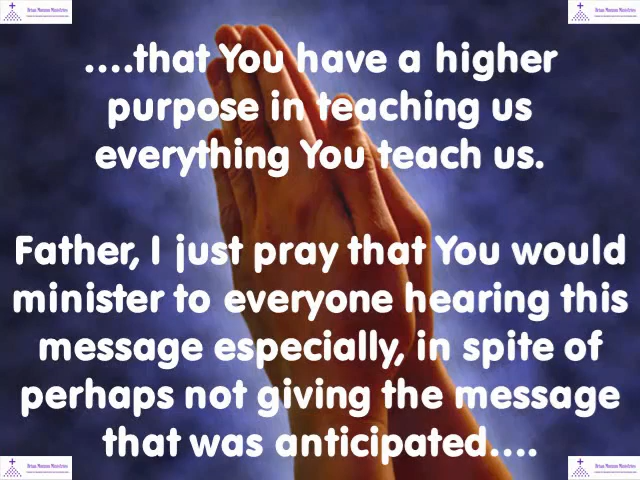 ....that You have a higher
purpose in teaching us
everything You teach us.
Father, I just pray that You would
minister to everyone hearing this
message especially, in spite of
perhaps not giving the message
that was anticipated....